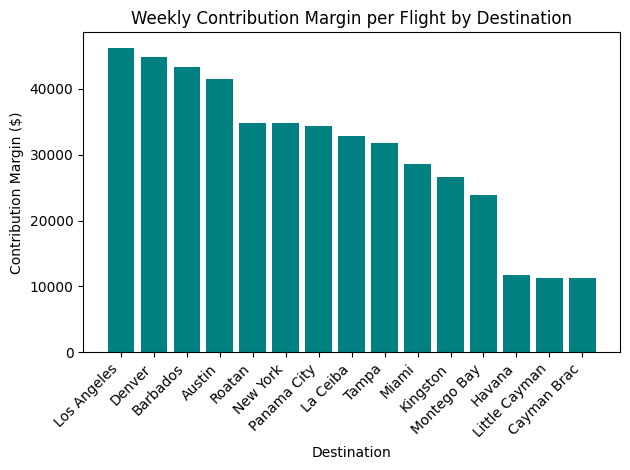 Weekly Contribution Margin per Flight by Destination
Contribution Margin ($)
40000
30000
20000
10000
0
Los Angeles
Denver
Barbados
Austin
Roatan
New York
Panama City
La Ceiba
Tampa
Miami
Kingston
Montego Bay
Havana
Little Cayman
Cayman Brac
Destination